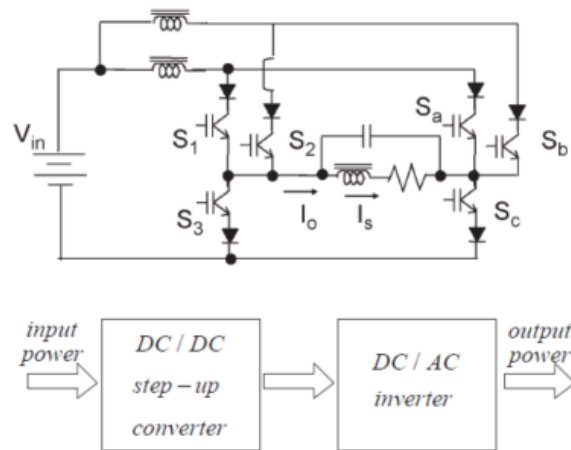 V_in
S_1
S_2
S_a
S_b
S_3
I_o
I_s
S_c
input
power
DC / DC
step – up
converter
DC / AC
inverter
output
power